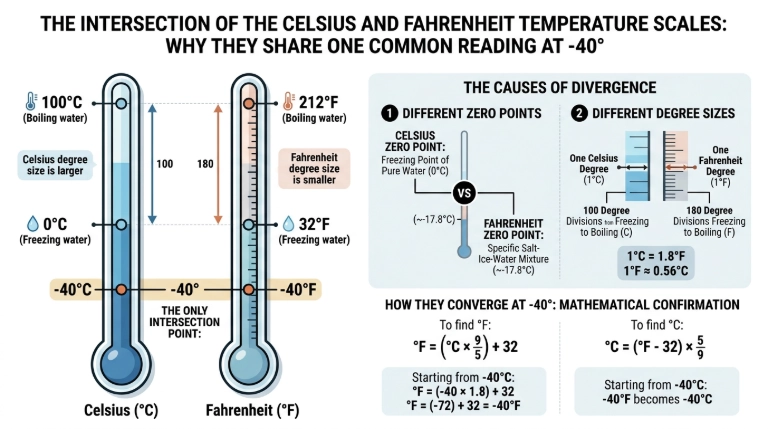 THE INTERSECTION OF THE CELSIUS AND FAHRENHEIT TEMPERATURE SCALES:
WHY THEY SHARE ONE COMMON READING AT -40°
100°C
(Boiling water)
212°F
(Boiling water)
Celsius degree
size is larger
100
180
Fahrenheit
degree size
is smaller
0°C
(Freezing water)
32°F
(Freezing water)
-40°C
-40°
-40°F
THE ONLY
INTERSECTION
POINT:
Celsius (°C)
Fahrenheit (°F)
THE CAUSES OF DIVERGENCE
1 DIFFERENT ZERO POINTS
CELSIUS
ZERO POINT:
Freezing Point of
Pure Water (0°C)
VS
(~-17.8°C)
FAHRENHEIT
ZERO POINT:
Specific Salt-
Ice-Water Mixture
(~-17.8°C)
2 DIFFERENT DEGREE SIZES
One Celsius
Degree
(1°C)
One
Fahrenheit
Degree
(1°F)
100 Degree
Divisions from Freezing
to Boiling (C)
180 Degree
Divisions Freezing
to Boiling (F)
1°C = 1.8°F
1°F ≈ 0.56°C
HOW THEY CONVERGE AT -40°: MATHEMATICAL CONFIRMATION
To find °F:
°F = (°C × 9/5) + 32
Starting from -40°C:
°F = (-40 × 1.8) + 32
°F = (-72) + 32 = -40°F
To find °C:
°C = (°F - 32) × 5/9
Starting from -40°C:
-40°F becomes -40°C